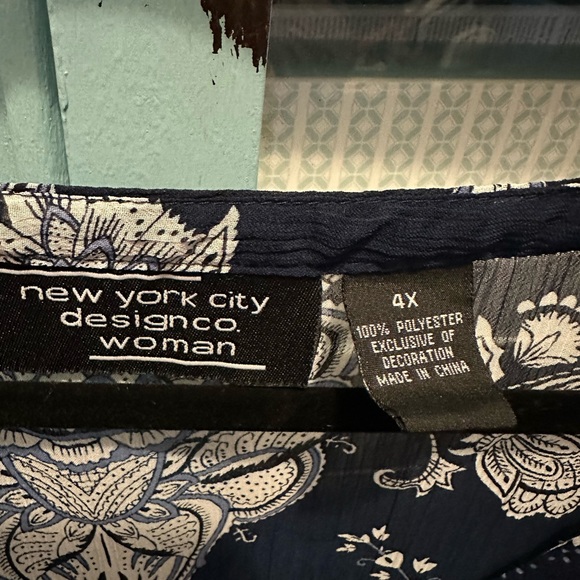 new york city
designco.
woman
4X
100% POLYESTER
EXCLUSIVE OF
DECORATION
MADE IN CHINA